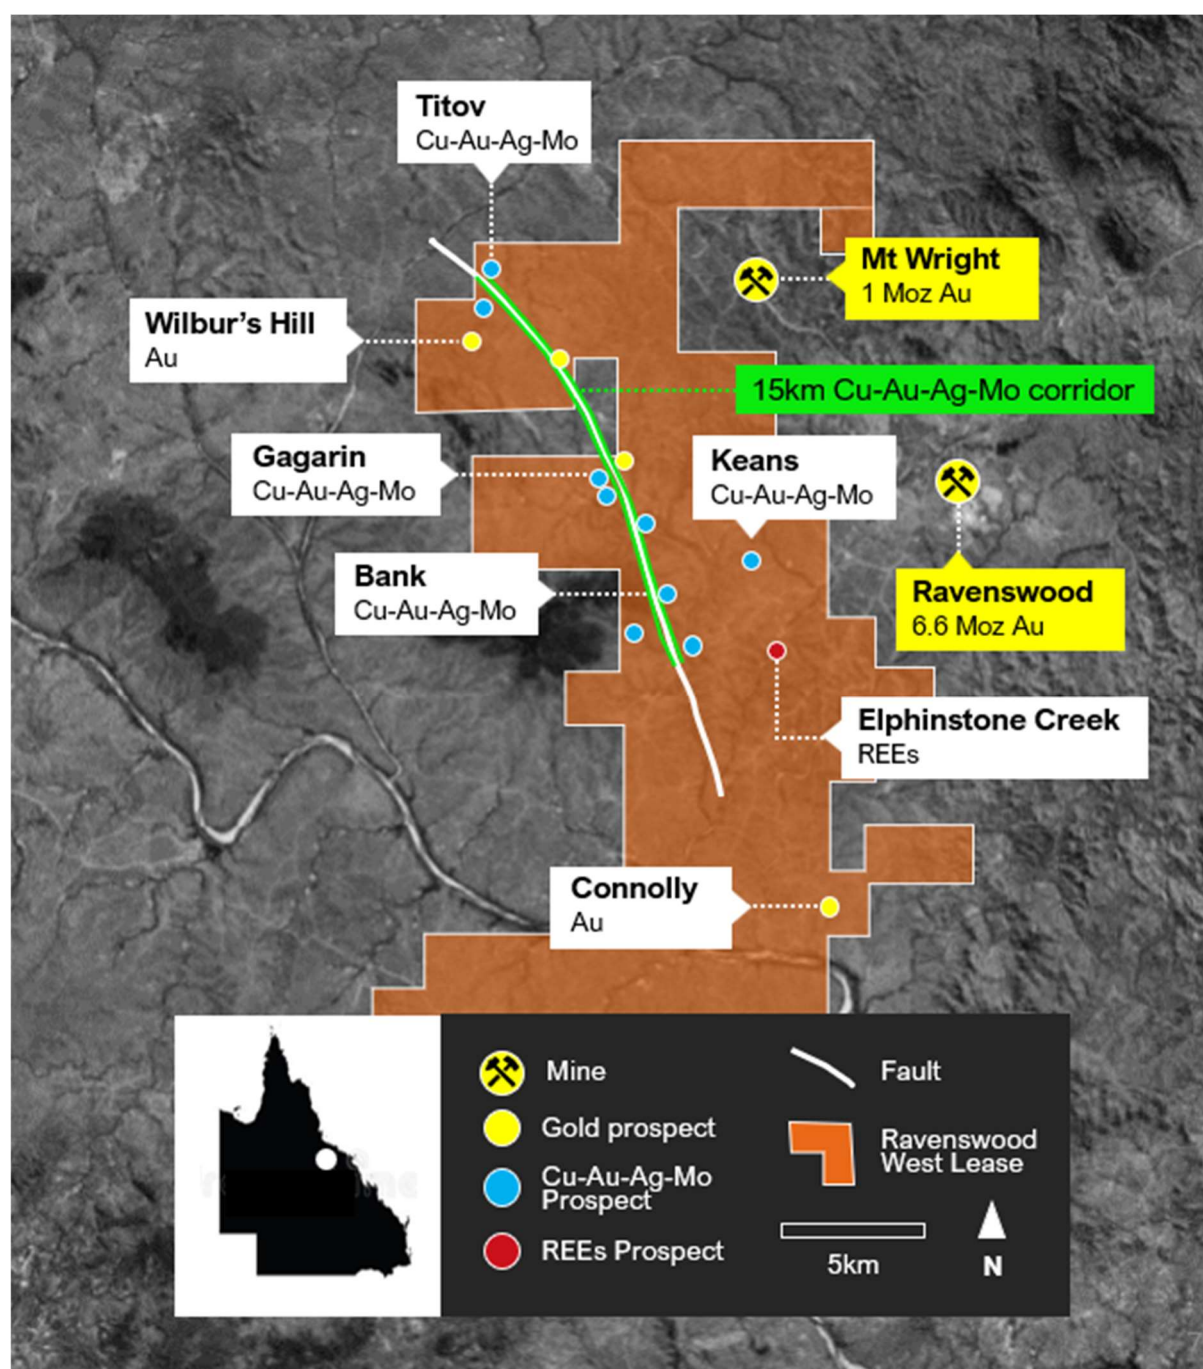 Titov
Cu-Au-Ag-Mo
Mt Wright
1 Moz Au
Wilbur's Hill
Au
15km Cu-Au-Ag-Mo corridor
Gagarin
Cu-Au-Ag-Mo
Keans
Cu-Au-Ag-Mo
Bank
Cu-Au-Ag-Mo
Ravenswood
6.6 Moz Au
Elphinstone Creek
REEs
Connolly
Au
Mine
Gold prospect
Cu-Au-Ag-Mo
Prospect
REEs Prospect
Fault
Ravenswood
West Lease
5km
N